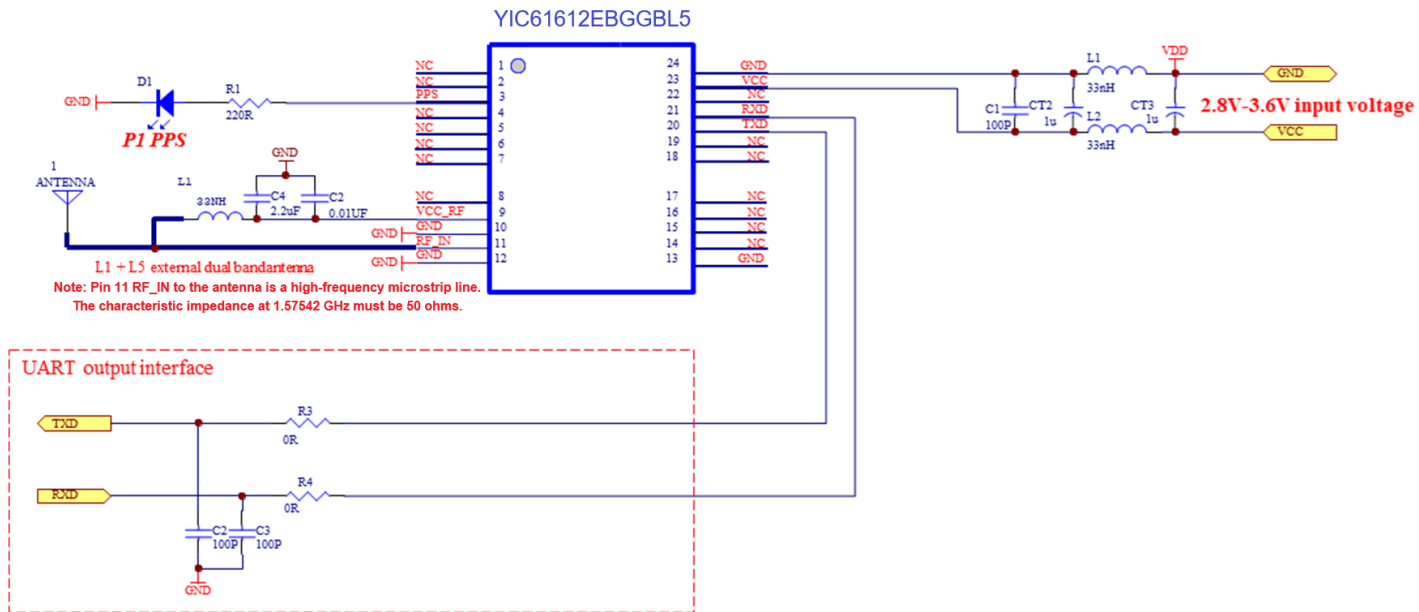 YIC61612EBGGBL5
NC 1
NC 2
PPS 3
NC 4
NC 5
NC 6
NC 7
NC 8
VCC_RF 9
GND 10
RF_IN 11
GND 12
24 GND
23 VCC
22 NC
21 RXD
20 TXD
19 NC
18 NC
17 NC
16 NC
15 NC
14 NC
13 GND
GND
D1
R1
220R
P1 PPS
1
ANTENNA
L1
33NH
GND
C4
2.2uF
C2
0.01UF
GND
GND
L1 + L5 external dual bandantenna
Note: Pin 11 RF_IN to the antenna is a high-frequency microstrip line.
The characteristic impedance at 1.57542 GHz must be 50 ohms.
L1
33nH
VDD
GND
C1
100P
CT2
1u
L2
33nH
CT3
1u
2.8V-3.6V input voltage
VCC
UART output interface
TXD
R3
0R
RXD
R4
0R
C2
100P
C3
100P
GND